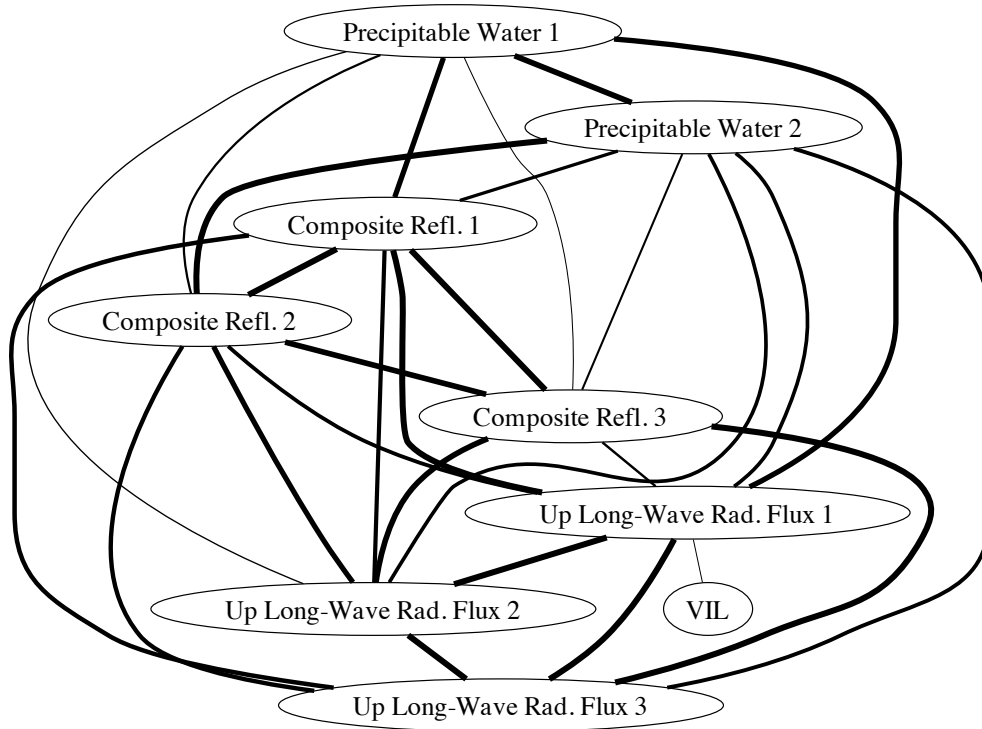 Precipitable Water 1
Precipitable Water 2
Composite Refl. 1
Composite Refl. 2
Composite Refl. 3
Up Long-Wave Rad. Flux 1
Up Long-Wave Rad. Flux 2
VIL
Up Long-Wave Rad. Flux 3